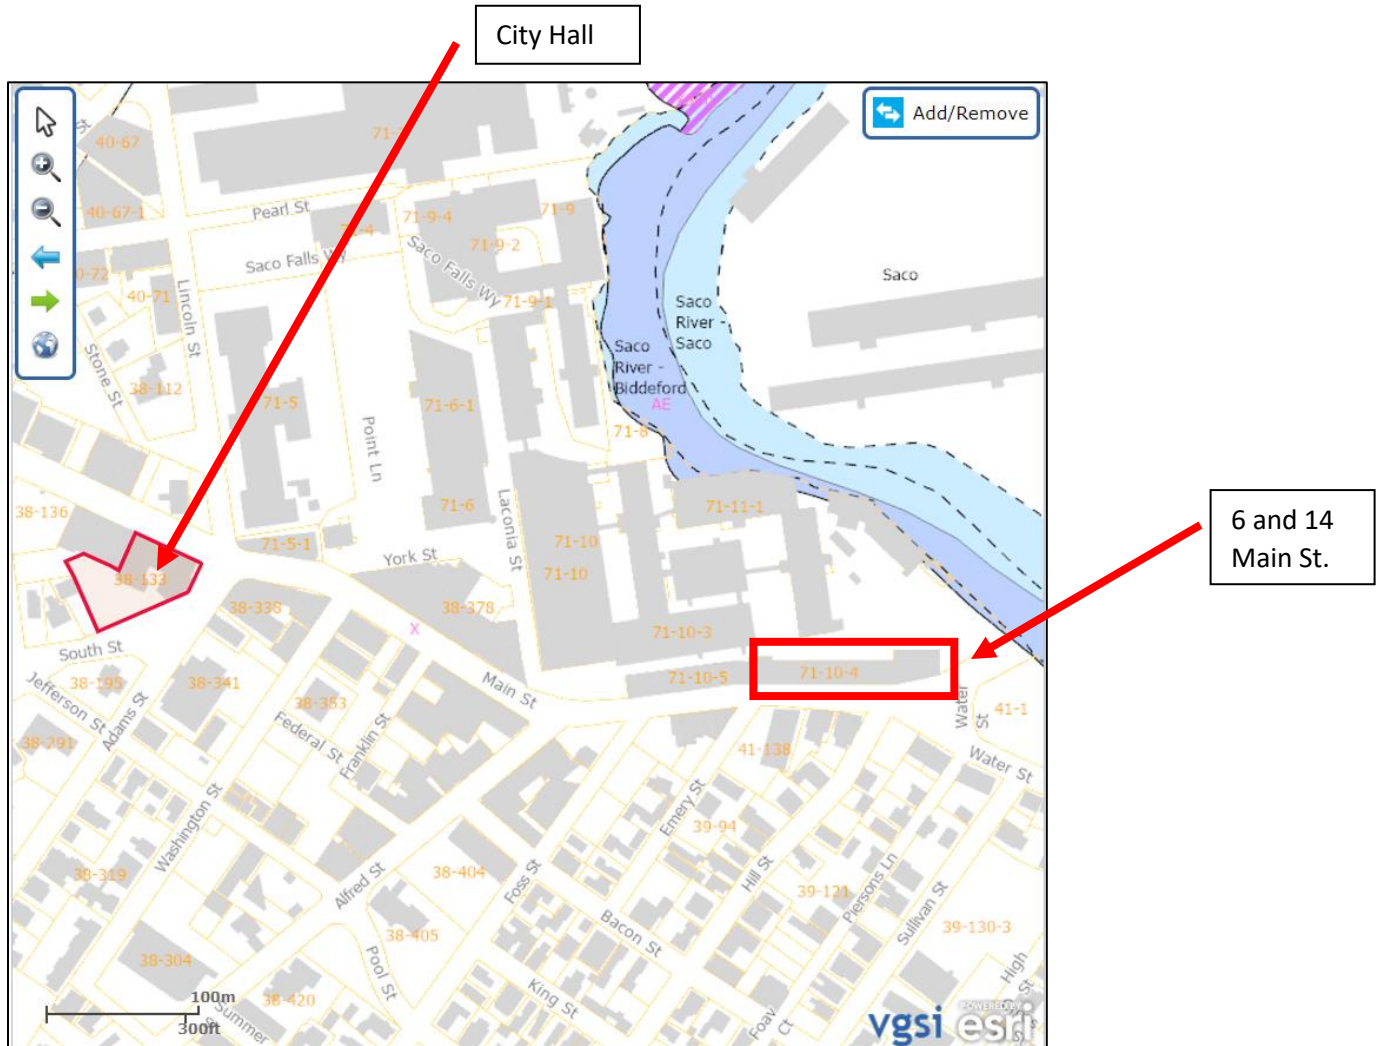 City Hall
Add/Remove
40-67
71-
40-67-1
Pearl St
71-9-4
71-9
71-9-2
Saco Falls Wy
Saco Falls Wy
40-71
Lincoln St
71-9-1
Saco
Saco
River -
Saco
Saco
River -
Biddeford
AE
Stone St
38-112
71-5
71-6-1
Point Ln
71-8
38-136
71-6
Laconia St
71-11-1
6 and 14
Main St.
71-5-1
York St
71-10
71-10
38-133
38-338
38-378
X
71-10-3
South St
38-195
38-341
Main St
71-10-5
71-10-4
Jefferson St
Adams St
38-353
Federal St
Franklin St
Water
St
41-1
38-291
41-138
Water St
Washington St
Emery St
39-94
38-319
Alfred St
38-404
Foss St
Hill St
39-121
Piersons Ln
Sullivan St
Bacon St
39-130-3
38-405
Pool St
38-304
High
St
100m
300ft
38-420
Summer
King St
Foay
Ct
vgsi
POWERED BY
esri